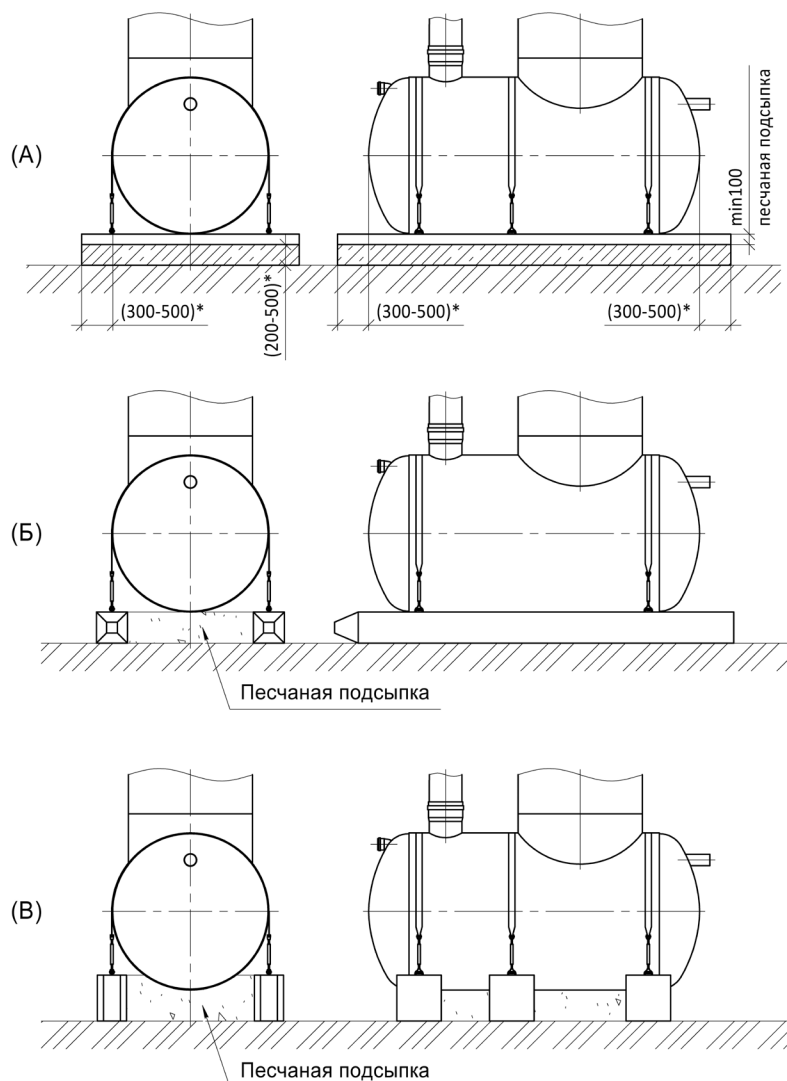 (А)
min100
песчаная подсыпка
(300-500)*
(200-500)*
(300-500)*
(300-500)*
(Б)
Песчаная подсыпка
(В)
Песчаная подсыпка